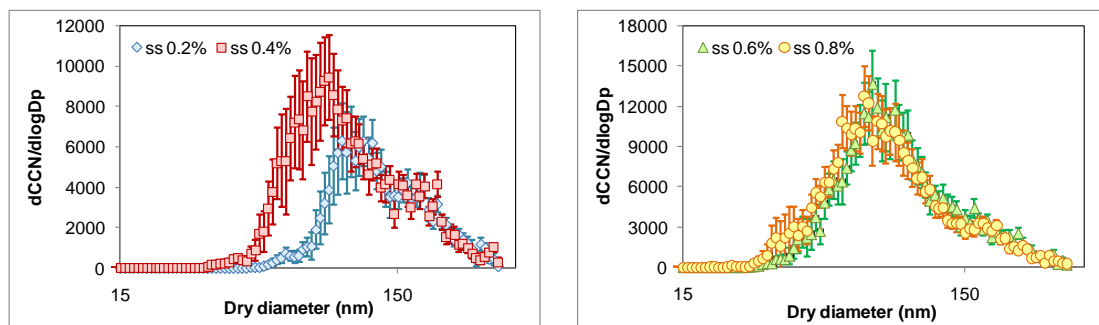 ss 0.2% ss 0.4%
12000
10000
8000
6000
4000
2000
0
dCCN/dlogDp
15 150
Dry diameter (nm)
ss 0.6% ss 0.8%
18000
15000
12000
9000
6000
3000
0
dCCN/dlogDp
15 150
Dry diameter (nm)